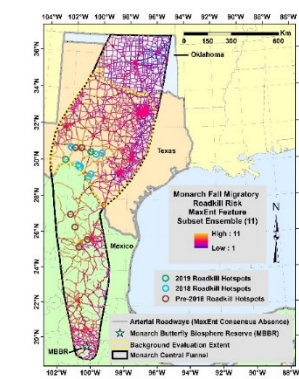 106°W 104°W 102°W 100°W 98°W 96°W 94°W 92°W 90°W 88°W 86°W
Km
0 150 300 600
36°N
34°N
32°N
30°N
28°N
26°N
24°N
22°N
20°N
Oklahoma
Texas
Mexico
Monarch Fall Migratory
Roadkill Risk
MaxEnt Feature
Subset Ensemble (11)
High : 11
Low : 1
N
2019 Roadkill Hotspots
2018 Roadkill Hotspots
Pre-2018 Roadkill Hotspots
MBBR
Arterial Roadways (MaxEnt Consensus Absence)
Monarch Butterfly Biosphere Reserve (MBBR)
Background Evaluation Extent
Monarch Central Funnel
104°W 102°W 100°W 98°W 96°W 94°W 92°W 90°W 88°W